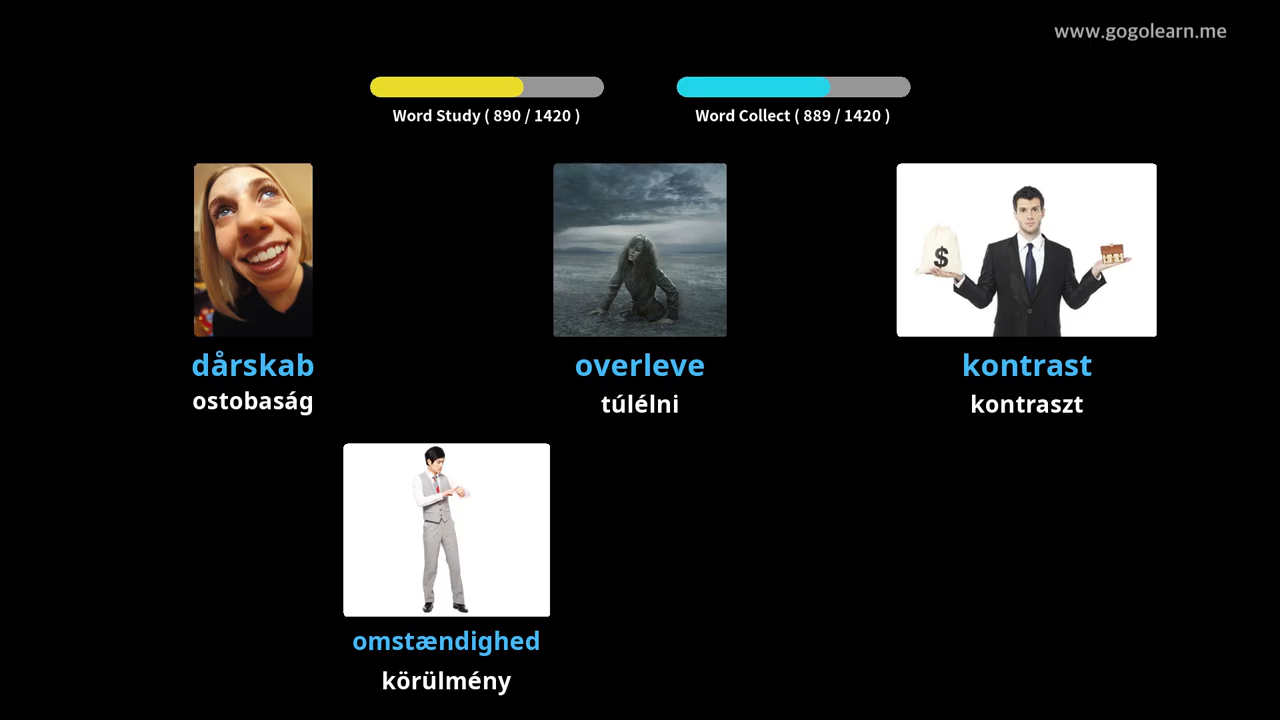 www.gogolearn.me
Word Study ( 890 / 1420 )
Word Collect ( 889 / 1420 )
$
dårskab
ostobaság
overleve
túlélni
kontrast
kontraszt
omstændighed
körülmény